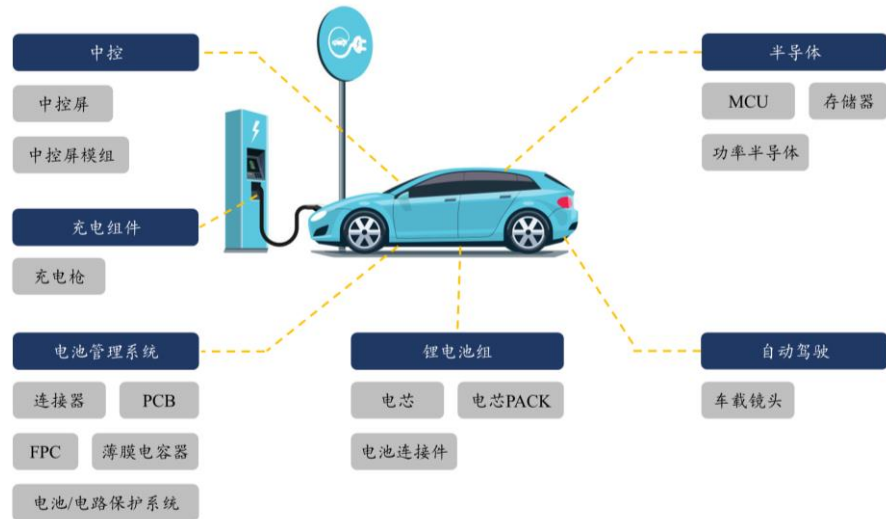 中控
中控屏
中控屏模组
充电组件
充电枪
电池管理系统
连接器 PCB
FPC 薄膜电容器
电池/电路保护系统
锂电池组
电芯 电芯PACK
电池连接件
半导体
MCU 存储器
功率半导体
自动驾驶
车载镜头